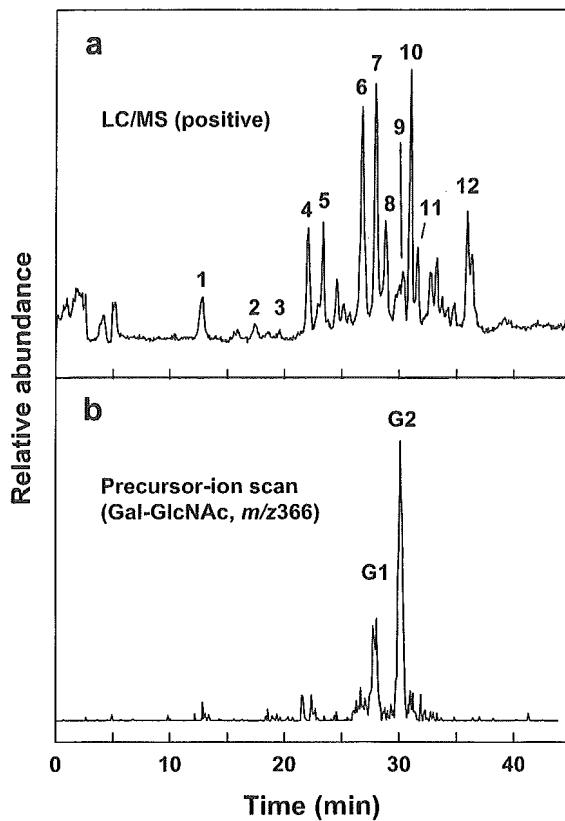 a
LC/MS (positive)
1
2
3
4
5
6
7
8
9
10
11
12
Relative abundance
b
Precursor-ion scan
(Gal-GlcNAc, m/z366)
G1
G2
0
10
20
30
40
Time (min)